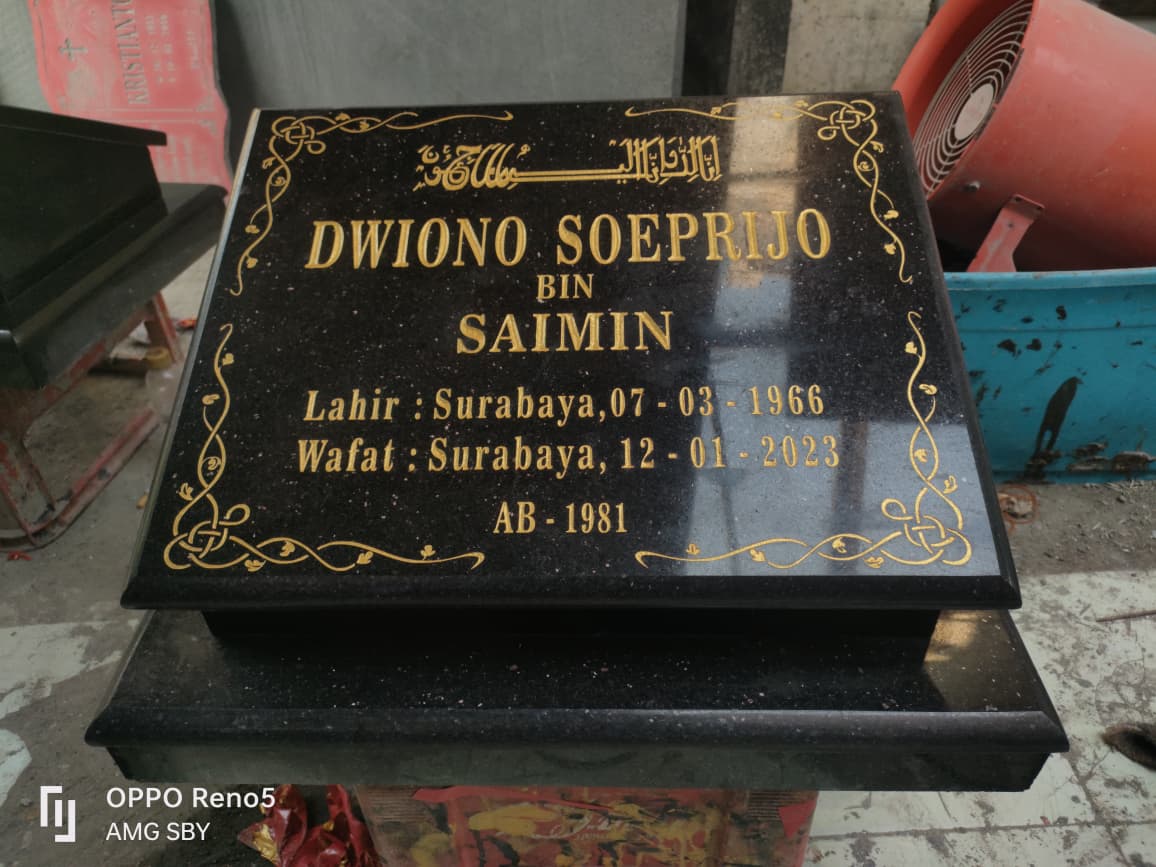 KRISTIANTO
إنا لله وإنا إليه راجعون
DWIONO SOEPRIJO
BIN
SAIMIN
Lahir : Surabaya,07 - 03 - 1966
Wafat : Surabaya, 12 - 01 - 2023
AB - 1981
OPPO Reno5
AMG SBY